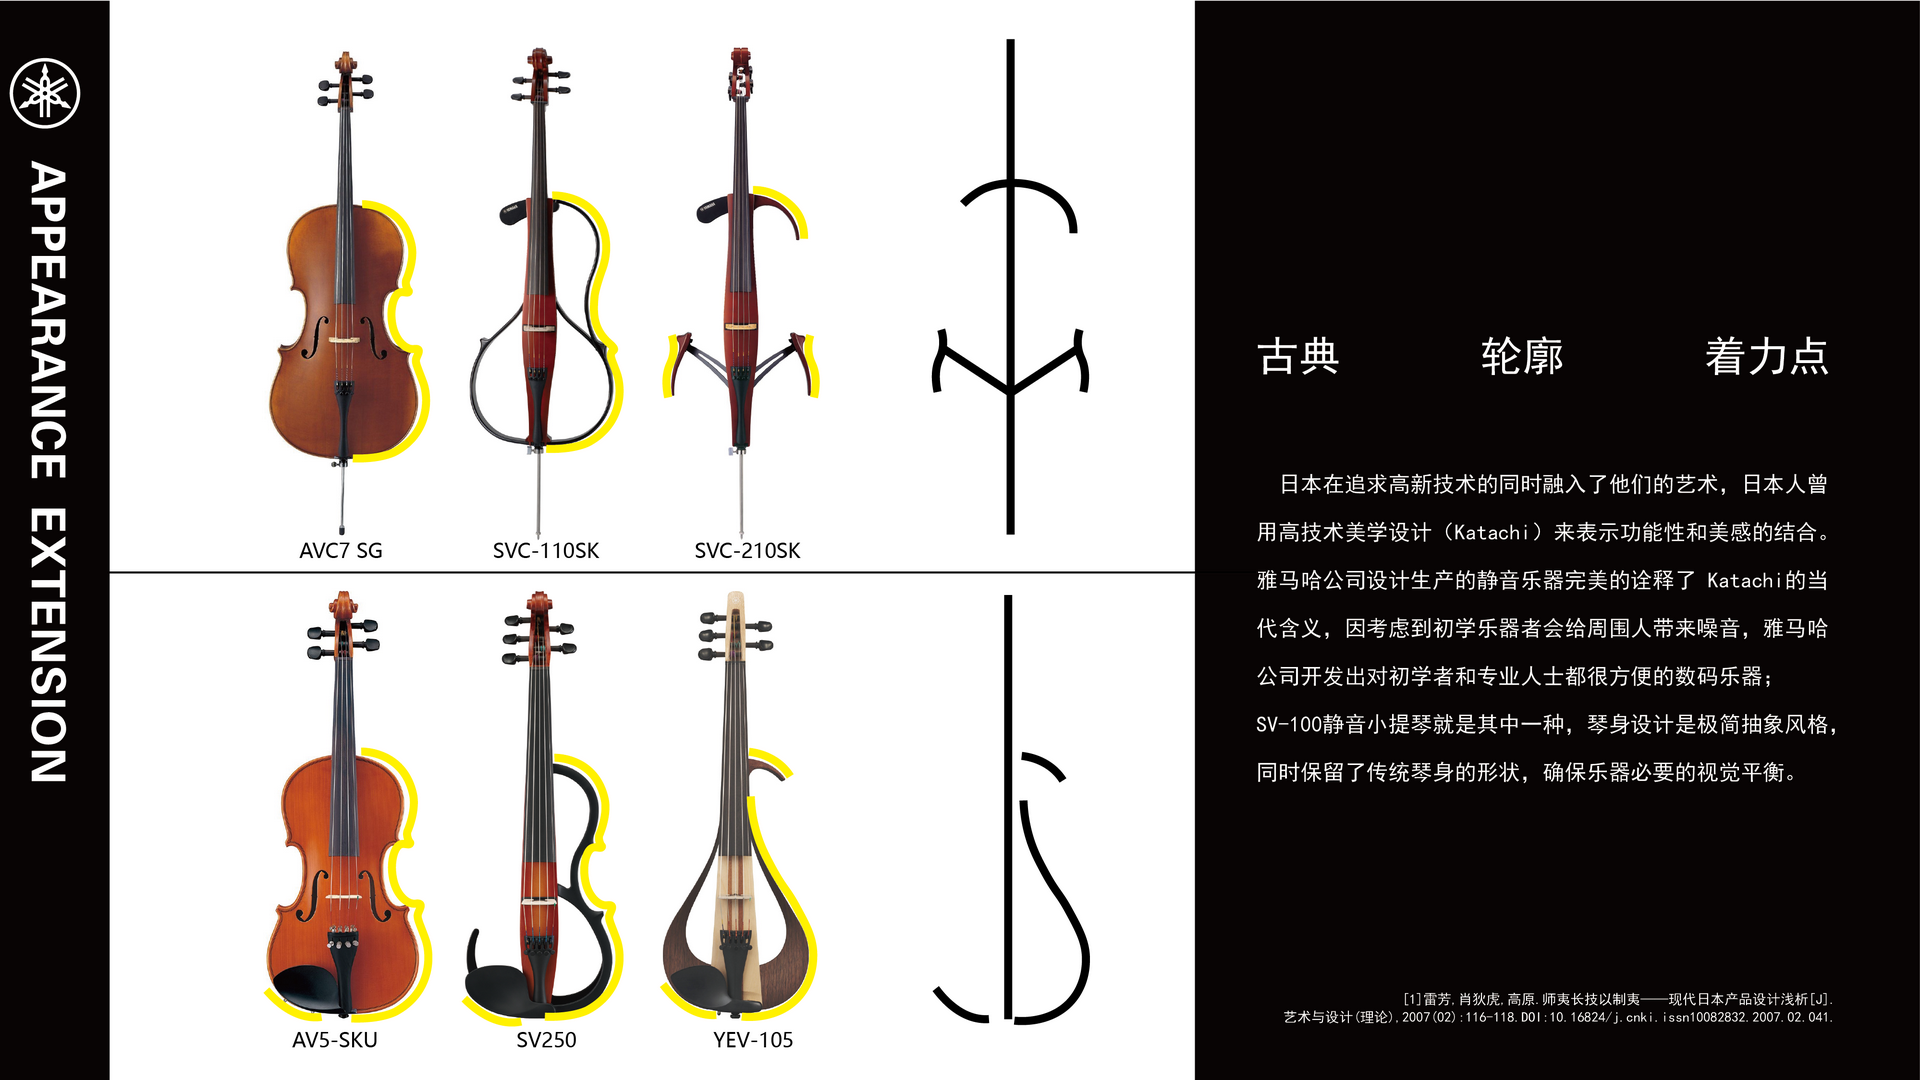 APPEARANCE EXTENSION
AVC7 SG
SVC-110SK
SVC-210SK
AV5-SKU
SV250
YEV-105
古典 轮廓 着力点
日本在追求高新技术的同时融入了他们的艺术，日本人曾
用高技术美学设计（Katachi）来表示功能性和美感的结合。
雅马哈公司设计生产的静音乐器完美的诠释了 Katachi的当
代含义，因考虑到初学乐器者会给周围人带来噪音，雅马哈
公司开发出对初学者和专业人士都很方便的数码乐器；
SV-100静音小提琴就是其中一种，琴身设计是极简抽象风格，
同时保留了传统琴身的形状，确保乐器必要的视觉平衡。
[1]雷芳,肖狄虎,高原.师夷长技以制夷——现代日本产品设计浅析[J].
艺术与设计(理论),2007(02):116-118.DOI:10.16824/j.cnki.issn10082832.2007.02.041.